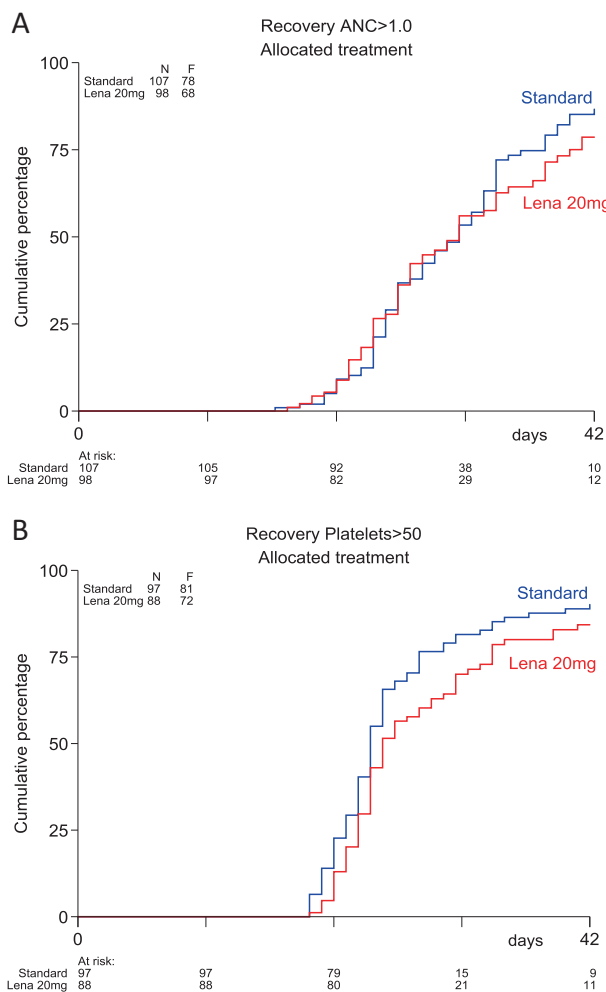 A
Recovery ANC>1.0
Allocated treatment
N F
Standard 107 78
Lena 20mg 98 68
Cumulative percentage
100
75
50
25
0
Standard
Lena 20mg
0 days 42
At risk:
Standard 107 105 92 38 10
Lena 20mg 98 97 82 29 12
B
Recovery Platelets>50
Allocated treatment
N F
Standard 97 81
Lena 20mg 88 72
Cumulative percentage
100
75
50
25
0
Standard
Lena 20mg
0 days 42
At risk:
Standard 97 97 79 15 9
Lena 20mg 88 88 80 21 11